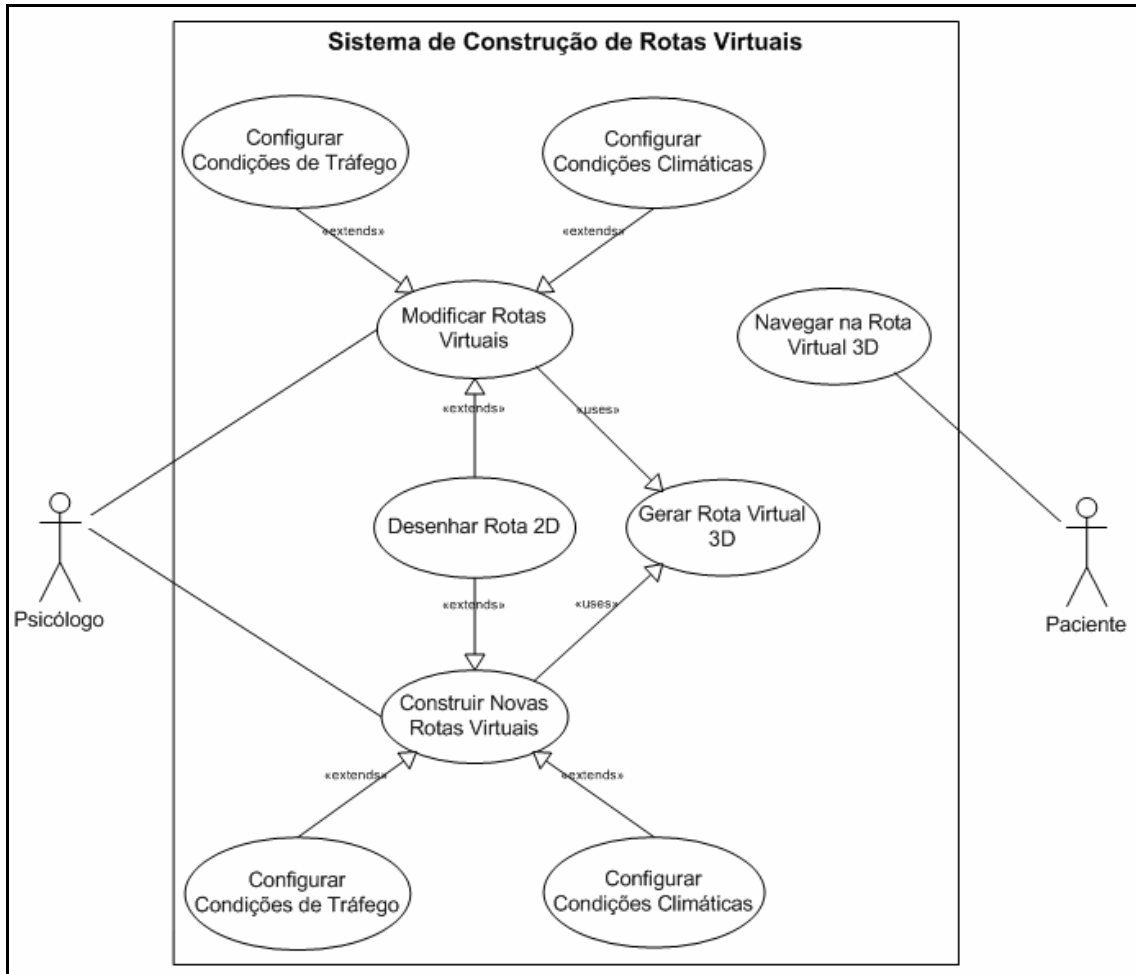 Sistema de Construção de Rotas Virtuais
Configurar
Condições de Tráfego
Configurar
Condições Climáticas
«extends»
«extends»
Modificar Rotas
Virtuais
Navegar na Rota
Virtual 3D
«extends»
«uses»
Desenhar Rota 2D
Gerar Rota Virtual
3D
Psicólogo
Paciente
«extends»
«uses»
Construir Novas
Rotas Virtuais
«extends»
«extends»
Configurar
Condições de Tráfego
Configurar
Condições Climáticas